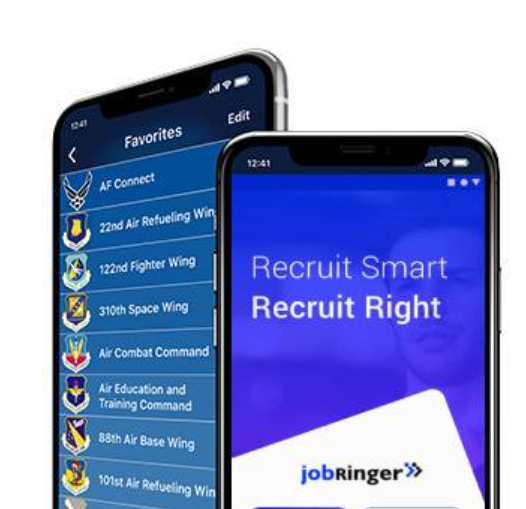 12:41
Favorites
Edit
AF Connect
22nd Air Refueling Win
122nd Fighter Wing
310th Space Wing
Air Combat Command
Air Education and
Training Command
88th Air Base Wing
101st Air Refueling Win
12:41
Recruit Smart
Recruit Right
jobRinger